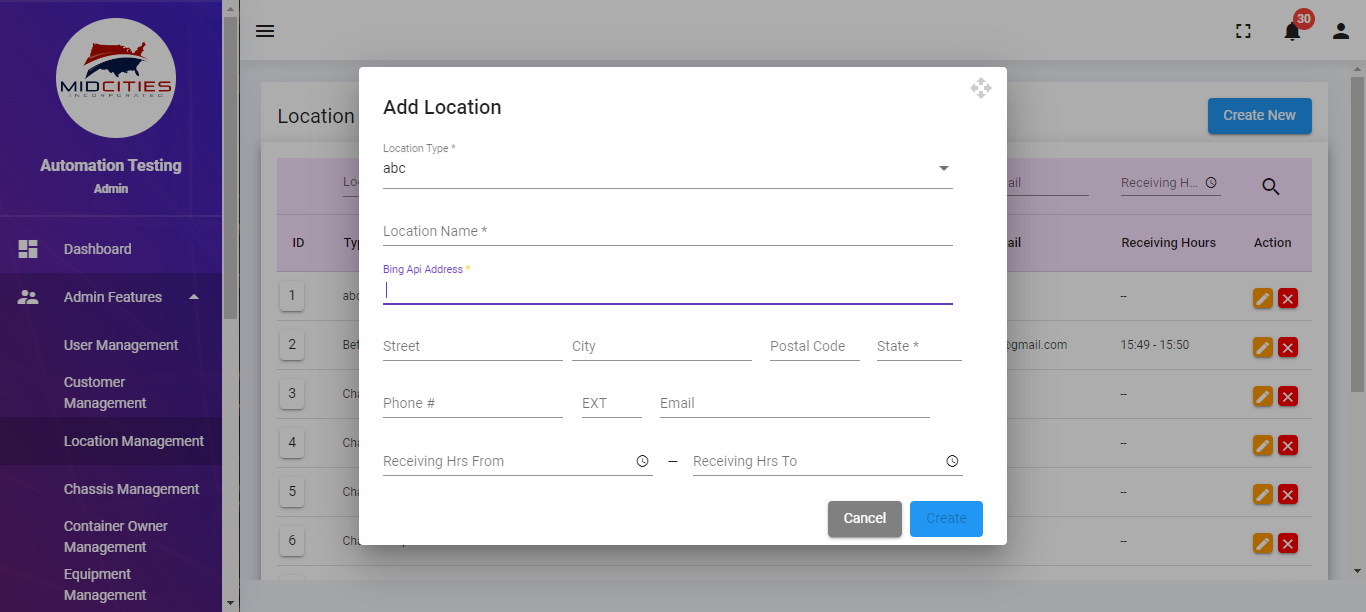 MIDCITIES
INCORPORATED
Automation Testing
Admin
Dashboard
Admin Features
User Management
Customer
Management
Location Management
Chassis Management
Container Owner
Management
Equipment
Management
30
Location
Create New
Lo
ail
Receiving H...
ID
Ty
ail
Receiving Hours
Action
1
abc
--
2
Bet
@gmail.com
15:49 - 15:50
3
Cha
--
4
Cha
--
5
Cha
--
6
Cha
--
Add Location
Location Type *
abc
Location Name *
Bing Api Address *
Street
City
Postal Code
State *
Phone #
EXT
Email
Receiving Hrs From
–
Receiving Hrs To
Cancel
Create